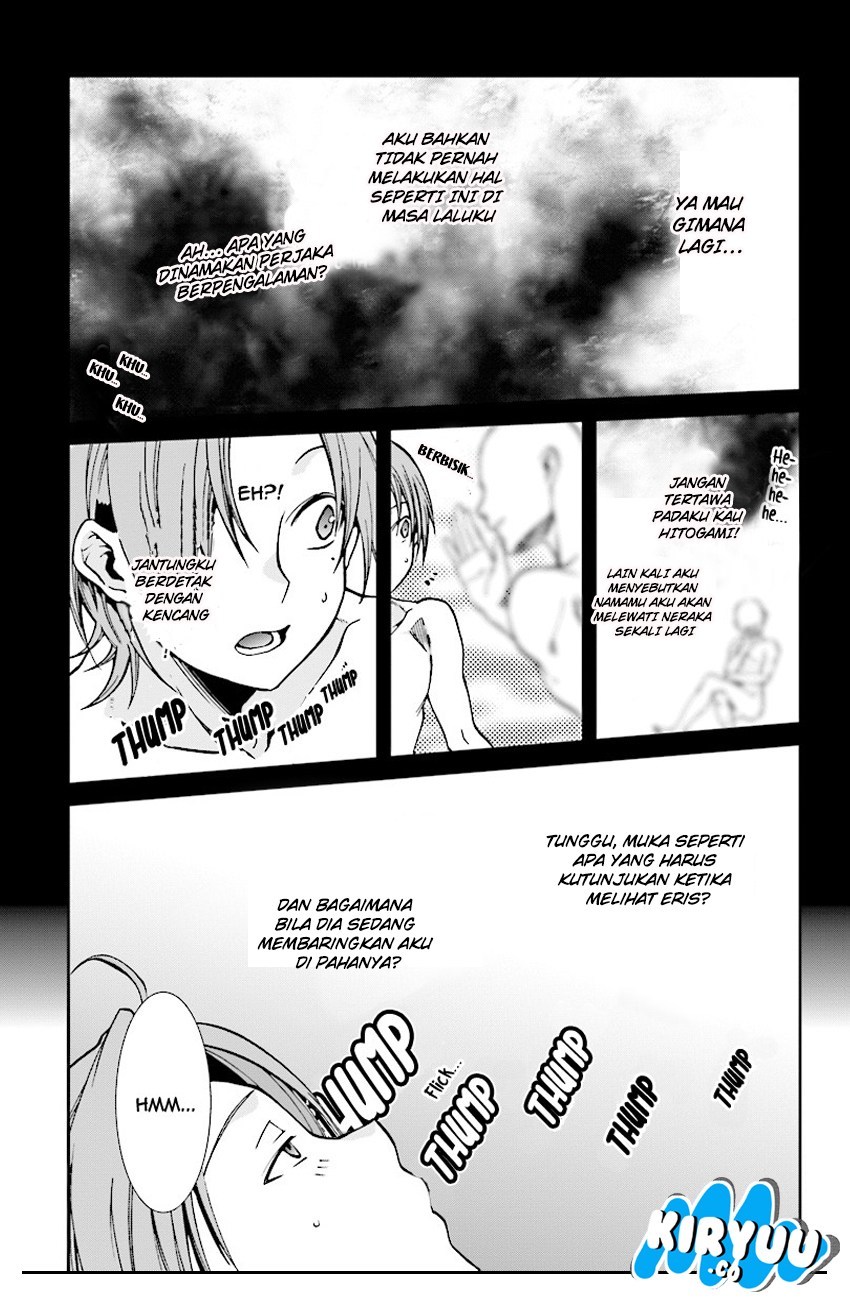 YA MAU
GIMANA
LAGI...
AKU BAHKAN
TIDAK PERNAH
MELAKUKAN HAL
SEPERTI INI DI
MASA LALUKU
AH... APA YANG
DINAMAKAN PERJAKA
BERPENGALAMAN?
KHU...
KHU...
KHU...
He-
he-
he-
he...
JANGAN
TERTAWA
PADAKU KAU
HITOGAMI!
LAIN KALI AKU
MENYEBUTKAN
NAMAMU AKU AKAN
MELEWATI NERAKA
SEKALI LAGI
BERBISIK...
EH?!
JANTUNGKU
BERDETAK
DENGAN
KENCANG
THUMP
THUMP
THUMP
THUMP
TUNGGU, MUKA SEPERTI
APA YANG HARUS
KUTUNJUKAN KETIKA
MELIHAT ERIS?
DAN BAGAIMANA
BILA DIA SEDANG
MEMBARINGKAN AKU
DI PAHANYA?
THUMP
THUMP
THUMP
THUMP
Flick...
THUMP
HMM...
KIRYUU
.CO